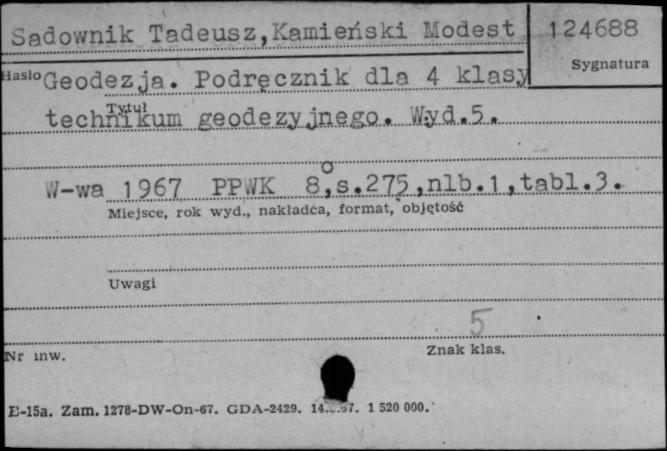 Sadownik Tadeusz,Kamieński Modest 124688
Sygnatura
Hasło Geodezja. Podręcznik dla 4 klasy
Tytuł
technikum geodezyjnego. Wyd.5.
W-wa 1967 PPWK 8o,s.275,nlb.1,tabl.3.
Miejsce, rok wyd., nakładca, format, objętość
Uwagi
5
Nr inw. Znak klas.
E-15a. Zam. 1278-DW-On-67. GDA-2429. 1 520 000.